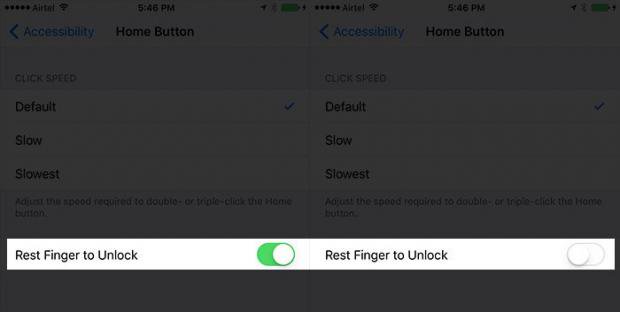 Airtel 5:46 PM
Accessibility Home Button
CLICK SPEED
Default
Slow
Slowest
Adjust the speed required to double- or triple-click the Home
button.
Rest Finger to Unlock
Airtel 5:46 PM
Accessibility Home Button
CLICK SPEED
Default
Slow
Slowest
Adjust the speed required to double- or triple-click the Home
button.
Rest Finger to Unlock